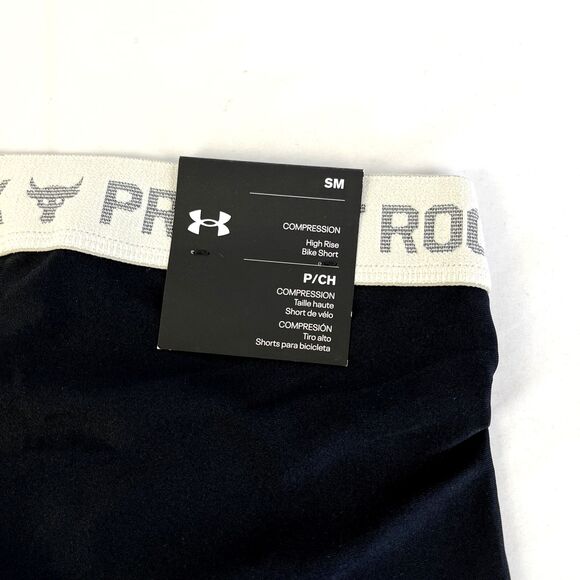 SM
COMPRESSION
High Rise
Bike Short
P/CH
COMPRESSION
Taille haute
Short de vélo
COMPRESIÓN
Tiro alto
Shorts para bicicleta
PR ROC